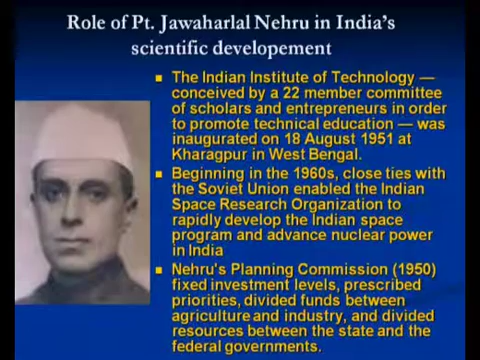 Role of Pt. Jawaharlal Nehru in India's
scientific developement
The Indian Institute of Technology —
conceived by a 22 member committee
of scholars and entrepreneurs in order
to promote technical education — was
inaugurated on 18 August 1951 at
Kharagpur in West Bengal.
Beginning in the 1960s, close ties with
the Soviet Union enabled the Indian
Space Research Organization to
rapidly develop the Indian space
program and advance nuclear power
in India
Nehru's Planning Commission (1950)
fixed investment levels, prescribed
priorities, divided funds between
agriculture and industry, and divided
resources between the state and the
federal governments.